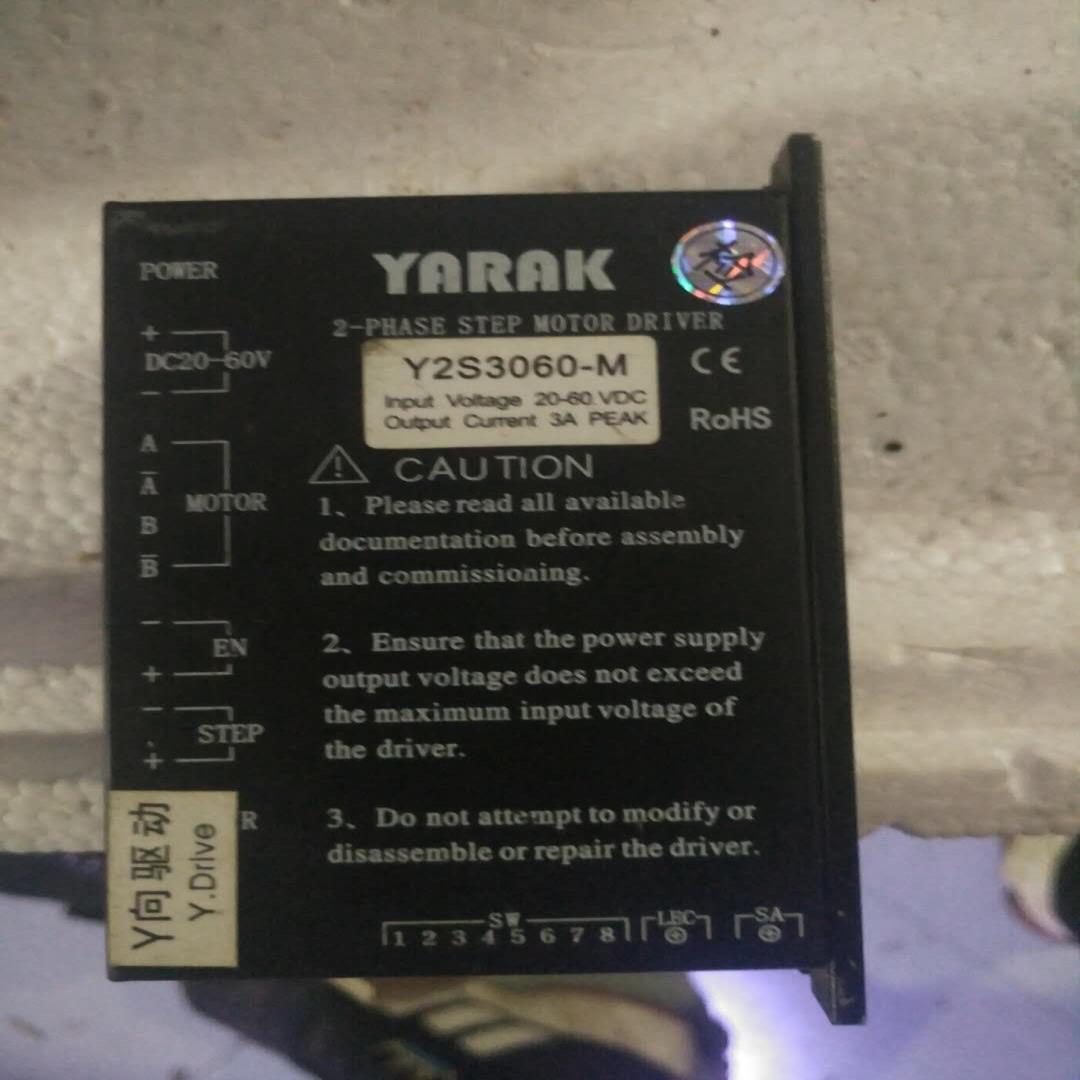 POWER
+
DC20-60V
-
A
A̅
MOTOR
B
B̅
-
EN
+
-
STEP
+
R
Y向驱动
Y.Drive
YARAK
2-PHASE STEP MOTOR DRIVER
Y2S3060-M
Input Voltage 20-60 VDC
Output Current 3A PEAK
CE
RoHS
CAUTION
1、Please read all available
documentation before assembly
and commissioning.
2、Ensure that the power supply
output voltage does not exceed
the maximum input voltage of
the driver.
3、Do not attempt to modify or
disassemble or repair the driver.
SW
1 2 3 4 5 6 7 8
LEC
SA